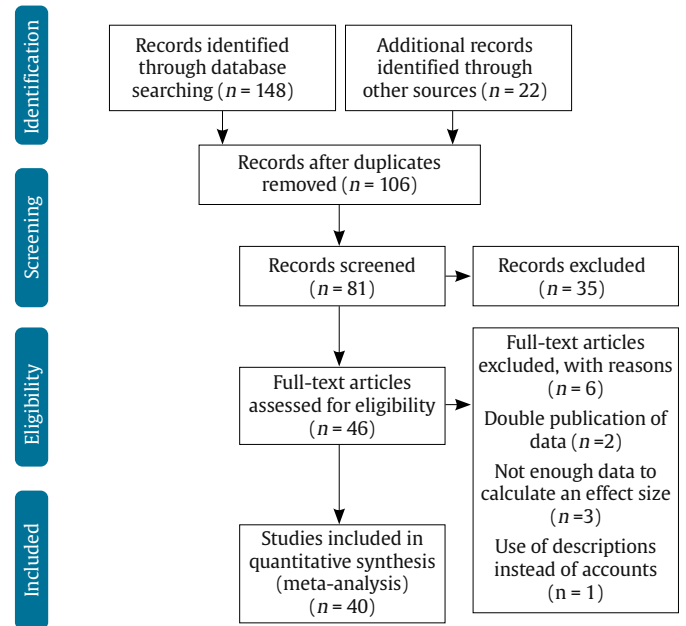 Identification
Records identified
through database
searching (n = 148)
Additional records
identified through
other sources (n = 22)
Records after duplicates
removed (n = 106)
Screening
Records screened
(n = 81)
Records excluded
(n = 35)
Eligibility
Full-text articles
assessed for eligibility
(n = 46)
Full-text articles
excluded, with reasons
(n = 6)
Double publication of
data (n =2)
Not enough data to
calculate an effect size
(n =3)
Use of descriptions
instead of accounts
(n = 1)
Included
Studies included in
quantitative synthesis
(meta-analysis)
(n = 40)